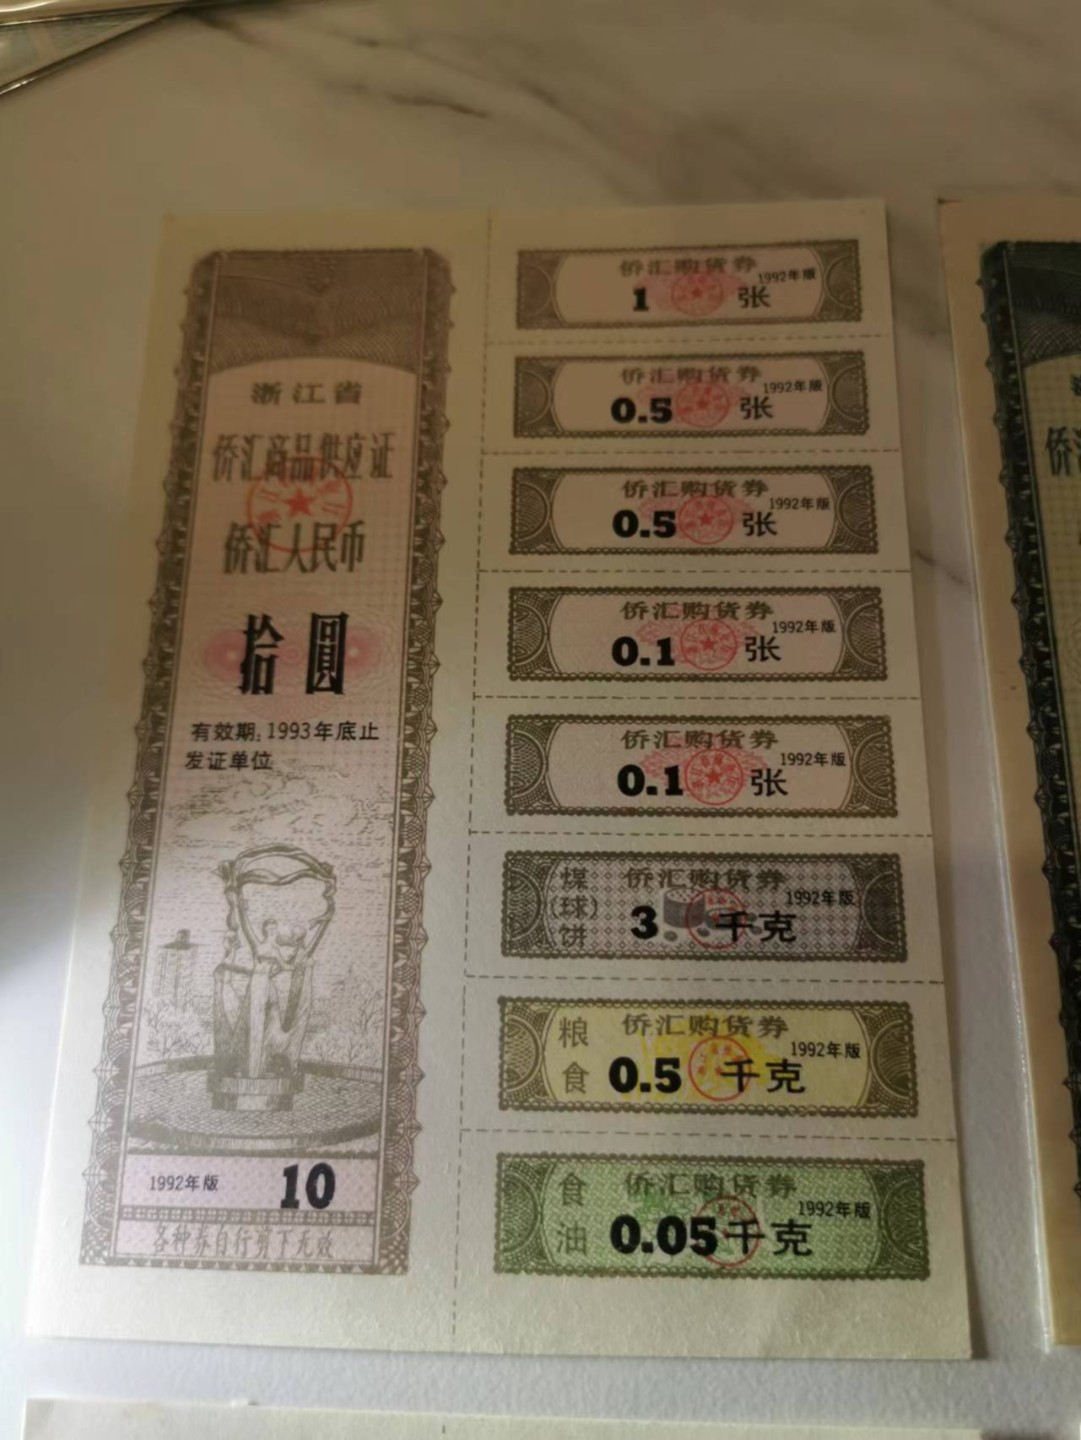 浙江省
侨汇商品供应证
侨汇人民币
拾圆
有效期:1993年底止
发证单位
1992年版 10
各种券自行剪下无效
侨汇购货券
1 张 1992年版
侨汇购货券
0.5 张 1992年版
侨汇购货券
0.5 张 1992年版
侨汇购货券
0.1 张 1992年版
侨汇购货券
0.1 张 1992年版
煤(球)饼 侨汇购货券
3 千克 1992年版
粮食 侨汇购货券
0.5 千克 1992年版
食油 侨汇购货券
0.05千克 1992年版
侨汇